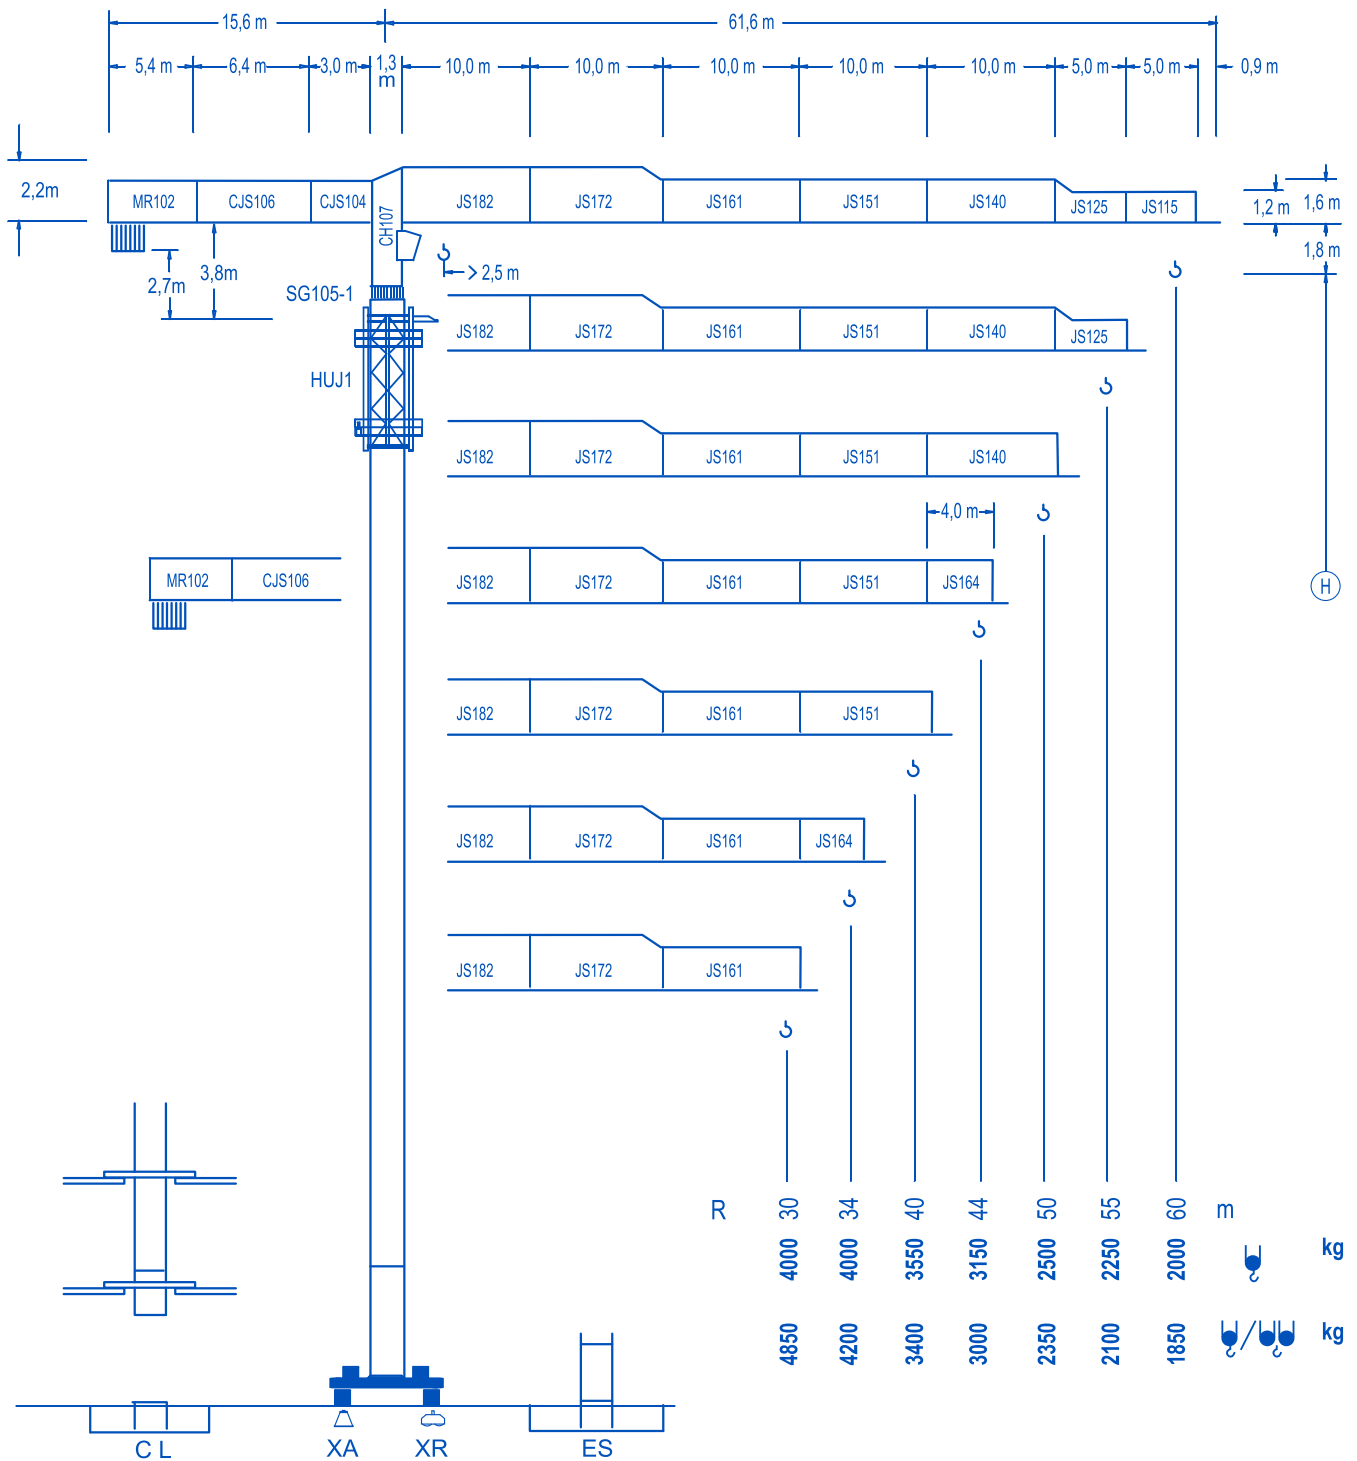 15,6 m 61,6 m
5,4 m 6,4 m 3,0 m 1,3 m 10,0 m 10,0 m 10,0 m 10,0 m 10,0 m 5,0 m 5,0 m 0,9 m
2,2m MR102 CJS106 CJS104 CH107 JS182 JS172 JS161 JS151 JS140 JS125 JS115 1,2 m 1,6 m
1,8 m
3,8m
2,7m
> 2,5 m
SG105-1
JS182 JS172 JS161 JS151 JS140 JS125
HUJ1
JS182 JS172 JS161 JS151 JS140
4,0 m
MR102 CJS106 JS182 JS172 JS161 JS151 JS164 H
JS182 JS172 JS161 JS151
JS182 JS172 JS161 JS164
JS182 JS172 JS161
R 30 34 40 44 50 55 60 m
4000 4000 3550 3150 2500 2250 2000 kg
4850 4200 3400 3000 2350 2100 1850 / kg
C L XA XR ES